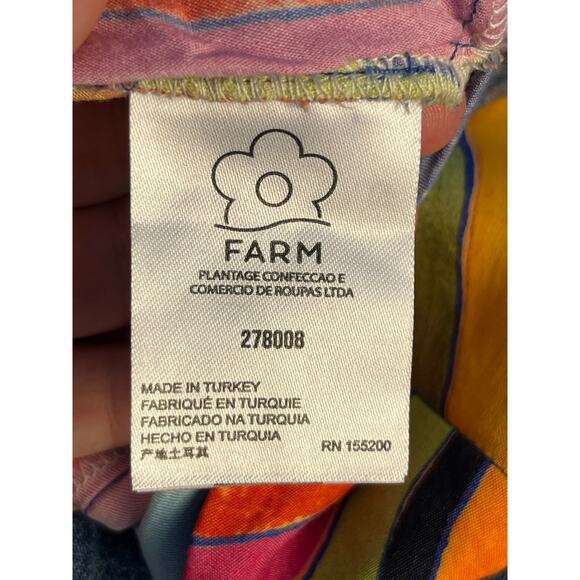 FARM
PLANTAGE CONFECCAO E
COMERCIO DE ROUPAS LTDA
278008
MADE IN TURKEY
FABRIQUÉ EN TURQUIE
FABRICADO NA TURQUIA
HECHO EN TURQUIA
产地土耳其
RN 155200